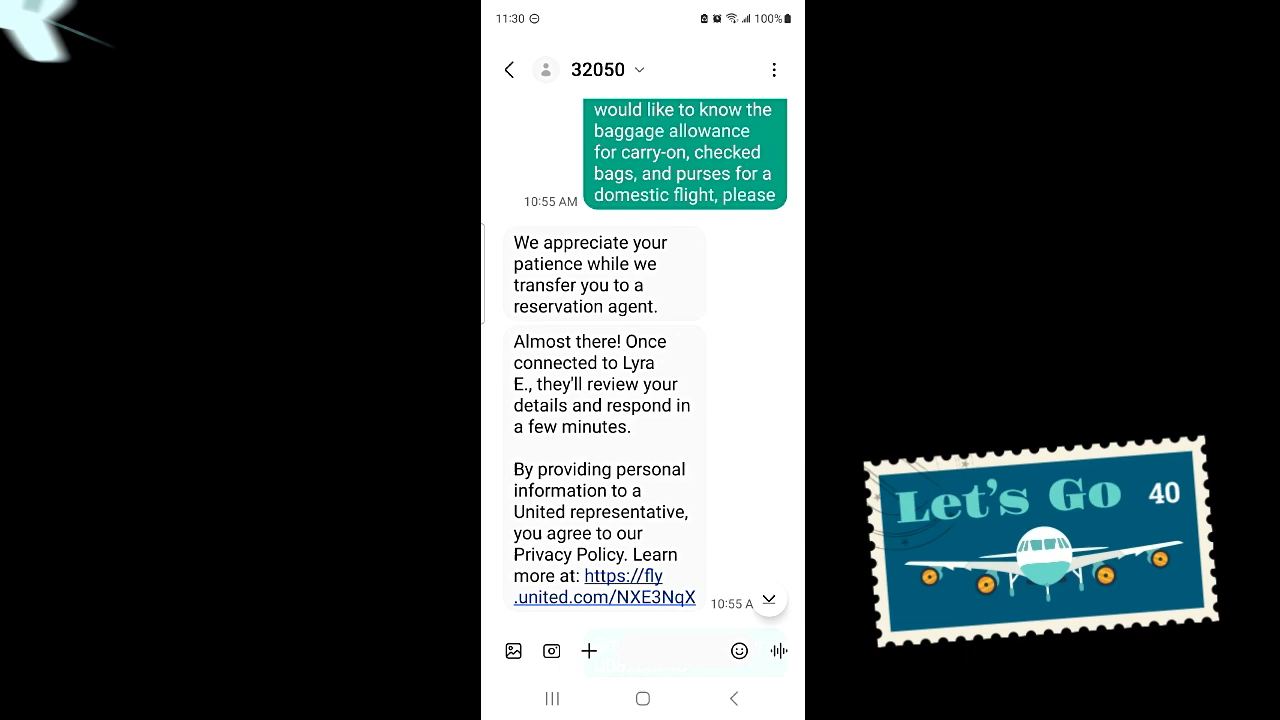 11:30
100%
32050
would like to know the
baggage allowance
for carry-on, checked
bags, and purses for a
domestic flight, please
10:55 AM
We appreciate your
patience while we
transfer you to a
reservation agent.
Almost there! Once
connected to Lyra
E., they'll review your
details and respond in
a few minutes.
By providing personal
information to a
United representative,
you agree to our
Privacy Policy. Learn
more at: https://fly
.united.com/NXE3NqX
10:55 A
Let's Go
40